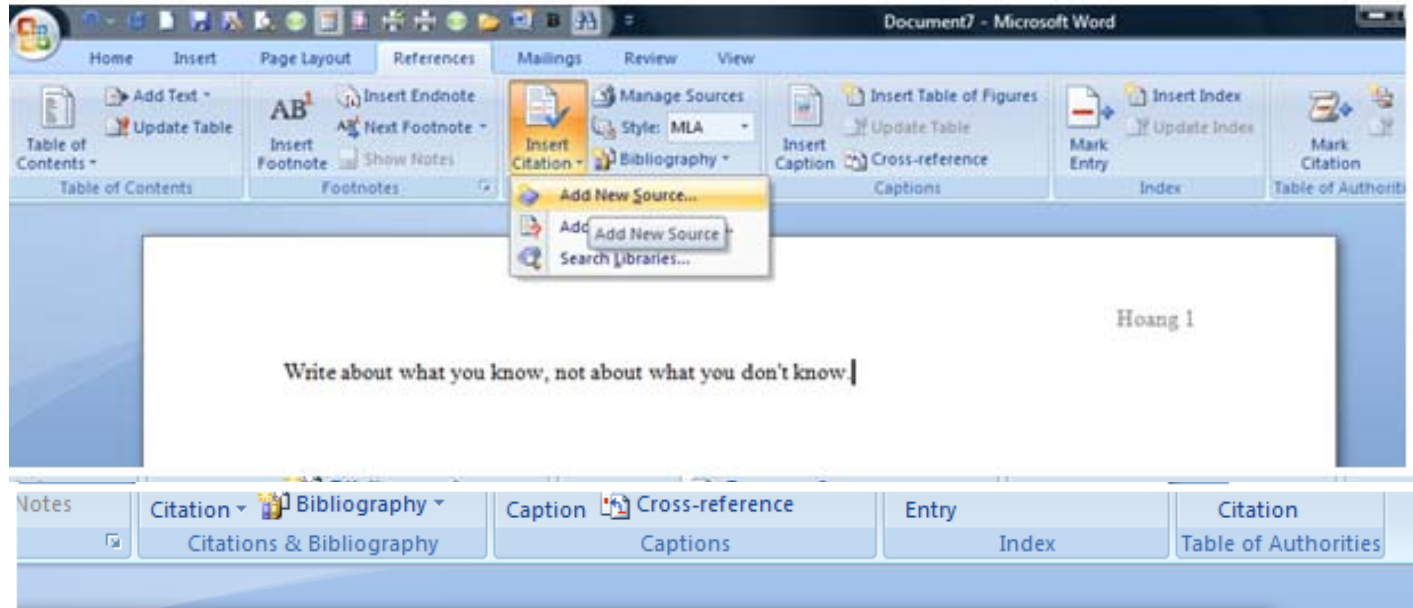 Document7 - Microsoft Word
Home Insert Page Layout References Mailings Review View
Add Text
Update Table
Table of Contents
AB1
Insert Footnote
Insert Endnote
Next Footnote
Show Notes
Insert Citation
Manage Sources
Style: MLA
Bibliography
Insert Caption
Insert Table of Figures
Update Table
Cross-reference
Mark Entry
Insert Index
Update Index
Mark Citation
Table of Contents Footnotes Captions Index Table of
Add New Source...
Add New Source
Search Libraries...
Hoang 1
Write about what you know, not about what you don't know.
Notes Citation Bibliography Caption Cross-reference Entry Citation
Citations & Bibliography Captions Index Table of Authorities